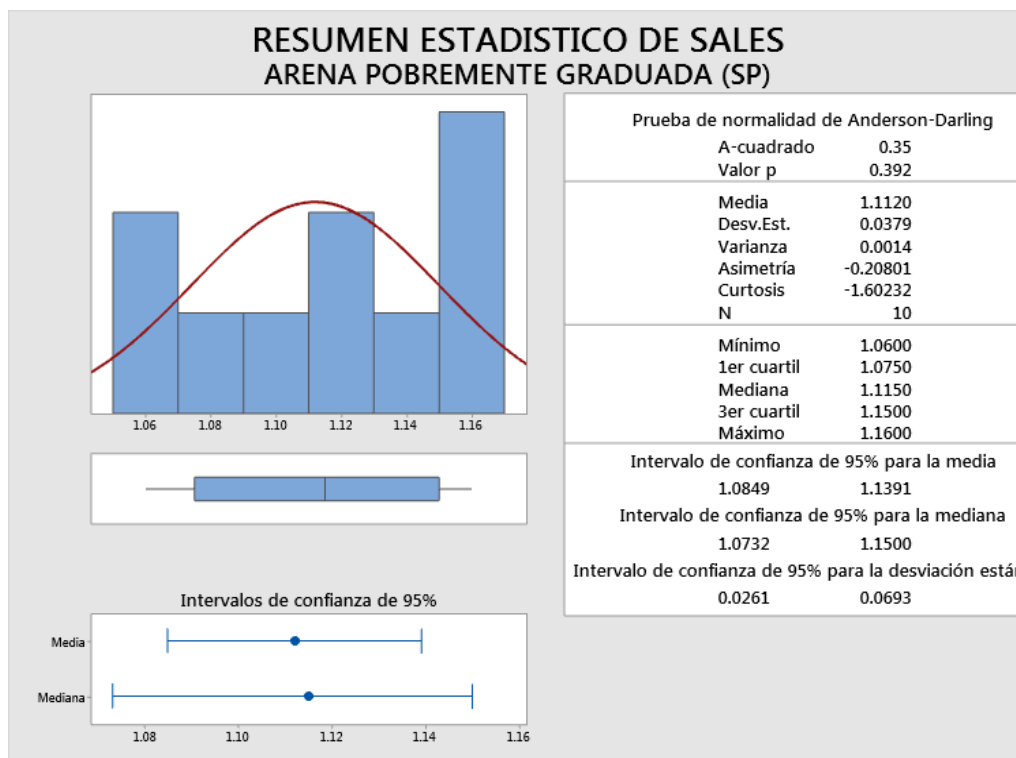 RESUMEN ESTADISTICO DE SALES
ARENA POBREMENTE GRADUADA (SP)
1.06 1.08 1.10 1.12 1.14 1.16
Intervalos de confianza de 95%
Media
Mediana
1.08 1.10 1.12 1.14 1.16
Prueba de normalidad de Anderson-Darling
A-cuadrado 0.35
Valor p 0.392
Media 1.1120
Desv.Est. 0.0379
Varianza 0.0014
Asimetría -0.20801
Curtosis -1.60232
N 10
Mínimo 1.0600
1er cuartil 1.0750
Mediana 1.1150
3er cuartil 1.1500
Máximo 1.1600
Intervalo de confianza de 95% para la media
1.0849 1.1391
Intervalo de confianza de 95% para la mediana
1.0732 1.1500
Intervalo de confianza de 95% para la desviación
0.0261 0.0693